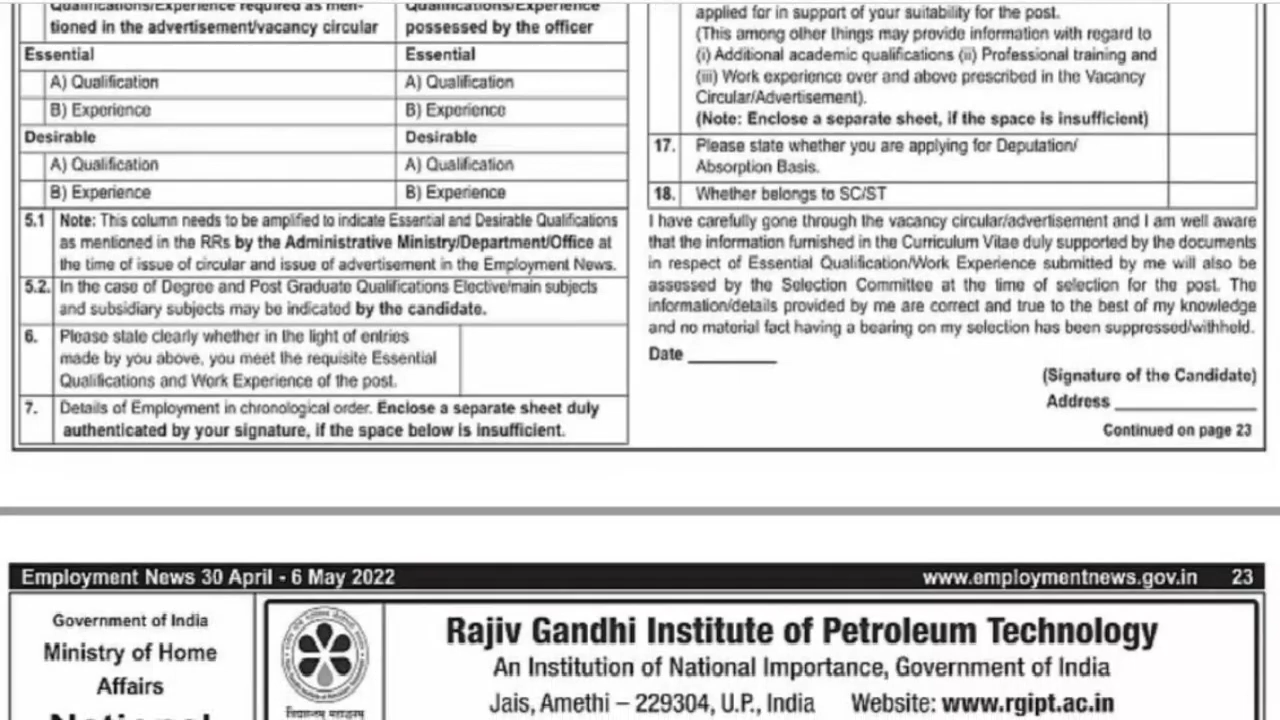 Qualifications/Experience required as men-
tioned in the advertisement/vacancy circular
Qualifications/Experience
possessed by the officer
Essential
Essential
A) Qualification
A) Qualification
B) Experience
B) Experience
Desirable
Desirable
A) Qualification
A) Qualification
B) Experience
B) Experience
5.1 Note: This column needs to be amplified to indicate Essential and Desirable Qualifications
as mentioned in the RRs by the Administrative Ministry/Department/Office at
the time of issue of circular and issue of advertisement in the Employment News.
5.2. In the case of Degree and Post Graduate Qualifications Elective/main subjects
and subsidiary subjects may be indicated by the candidate.
6. Please state clearly whether in the light of entries
made by you above, you meet the requisite Essential
Qualifications and Work Experience of the post.
7. Details of Employment in chronological order. Enclose a separate sheet duly
authenticated by your signature, if the space below is insufficient.
applied for in support of your suitability for the post.
(This among other things may provide information with regard to
(i) Additional academic qualifications (ii) Professional training and
(iii) Work experience over and above prescribed in the Vacancy
Circular/Advertisement).
(Note: Enclose a separate sheet, if the space is insufficient)
17. Please state whether you are applying for Deputation/
Absorption Basis.
18. Whether belongs to SC/ST
I have carefully gone through the vacancy circular/advertisement and I am well aware
that the information furnished in the Curriculum Vitae duly supported by the documents
in respect of Essential Qualification/Work Experience submitted by me will also be
assessed by the Selection Committee at the time of selection for the post. The
information/details provided by me are correct and true to the best of my knowledge
and no material fact having a bearing on my selection has been suppressed/withheld.
Date
(Signature of the Candidate)
Address
Continued on page 23
Employment News 30 April - 6 May 2022
www.employmentnews.gov.in 23
Government of India
Ministry of Home
Affairs
National
Rajiv Gandhi Institute of Petroleum Technology
An Institution of National Importance, Government of India
Jais, Amethi – 229304, U.P., India Website: www.rgipt.ac.in